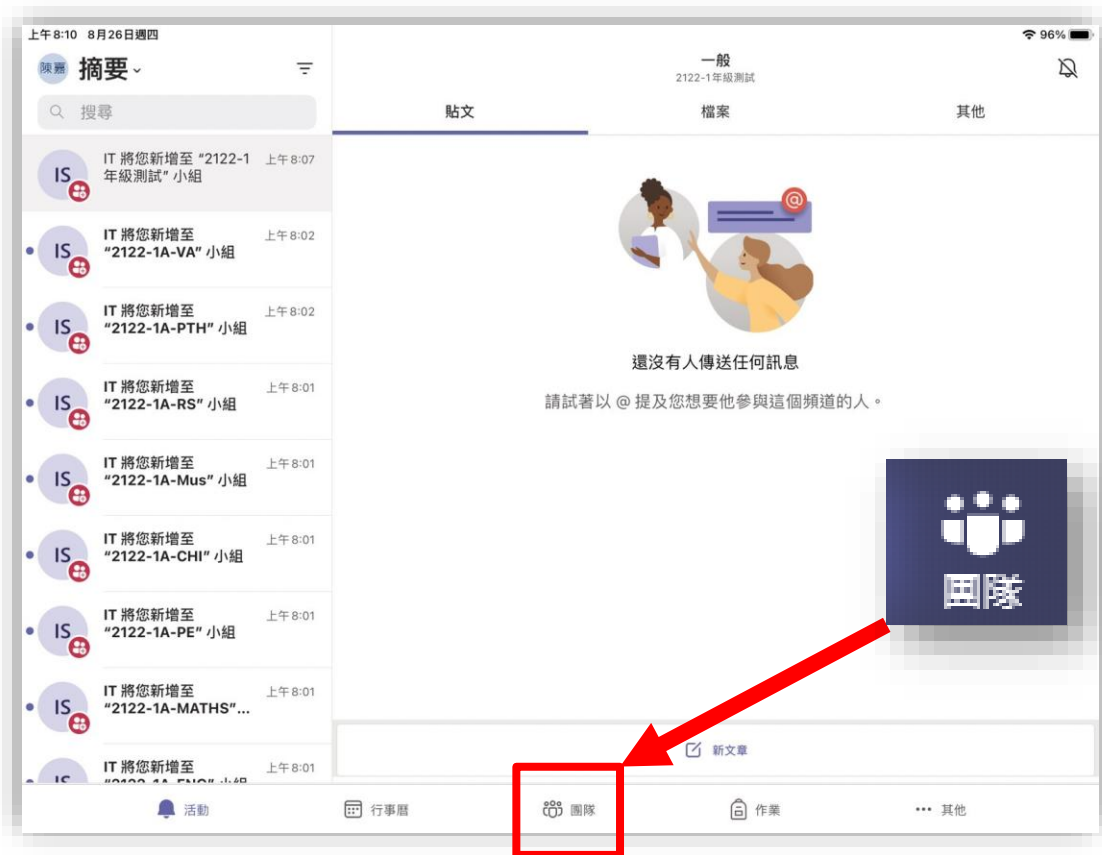 上午8:10 8月26日週四
96%
陳嘉 摘要
搜尋
IT 將您新增至 “2122-1 上午8:07
年級測試” 小組
IS
IT 將您新增至 上午8:02
“2122-1A-VA” 小組
IS
IT 將您新增至 上午8:02
“2122-1A-PTH” 小組
IS
IT 將您新增至 上午8:01
“2122-1A-RS” 小組
IS
IT 將您新增至 上午8:01
“2122-1A-Mus” 小組
IS
IT 將您新增至 上午8:01
“2122-1A-CHI” 小組
IS
IT 將您新增至 上午8:01
“2122-1A-PE” 小組
IS
IT 將您新增至 上午8:01
“2122-1A-MATHS”...
IS
IT 將您新增至 上午8:01
一般
2122-1年級測試
貼文 檔案 其他
@
還沒有人傳送任何訊息
請試著以 @ 提及您想要他參與這個頻道的人。
團隊
新文章
活動 行事曆 團隊 作業 其他